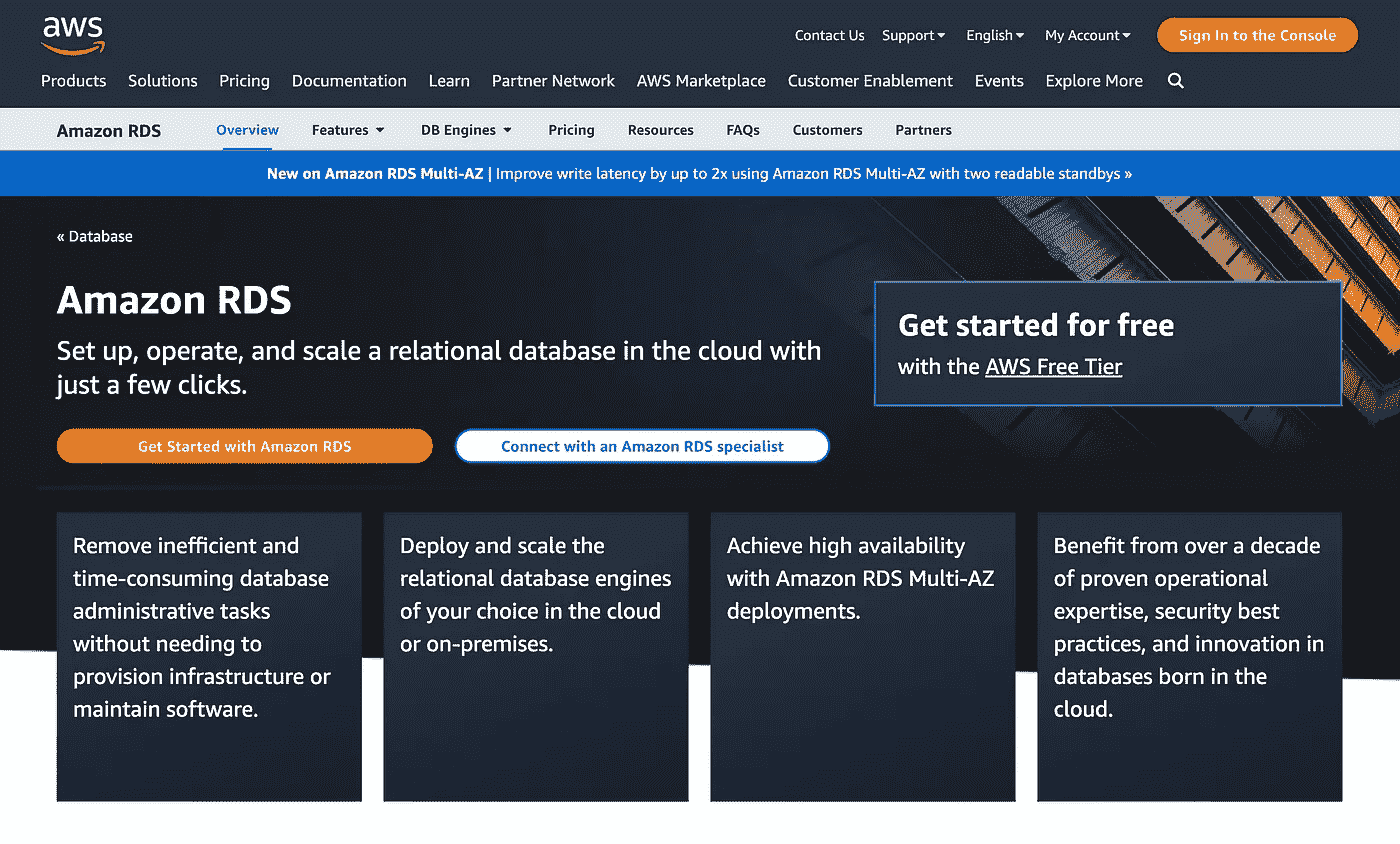 aws
Contact Us Support English My Account Sign In to the Console
Products Solutions Pricing Documentation Learn Partner Network AWS Marketplace Customer Enablement Events Explore More
Amazon RDS Overview Features DB Engines Pricing Resources FAQs Customers Partners
New on Amazon RDS Multi-AZ | Improve write latency by up to 2x using Amazon RDS Multi-AZ with two readable standbys »
« Database
Amazon RDS
Set up, operate, and scale a relational database in the cloud with
just a few clicks.
Get Started with Amazon RDS
Connect with an Amazon RDS specialist
Get started for free
with the AWS Free Tier
Remove inefficient and
time-consuming database
administrative tasks
without needing to
provision infrastructure or
maintain software.
Deploy and scale the
relational database engines
of your choice in the cloud
or on-premises.
Achieve high availability
with Amazon RDS Multi-AZ
deployments.
Benefit from over a decade
of proven operational
expertise, security best
practices, and innovation in
databases born in the
cloud.